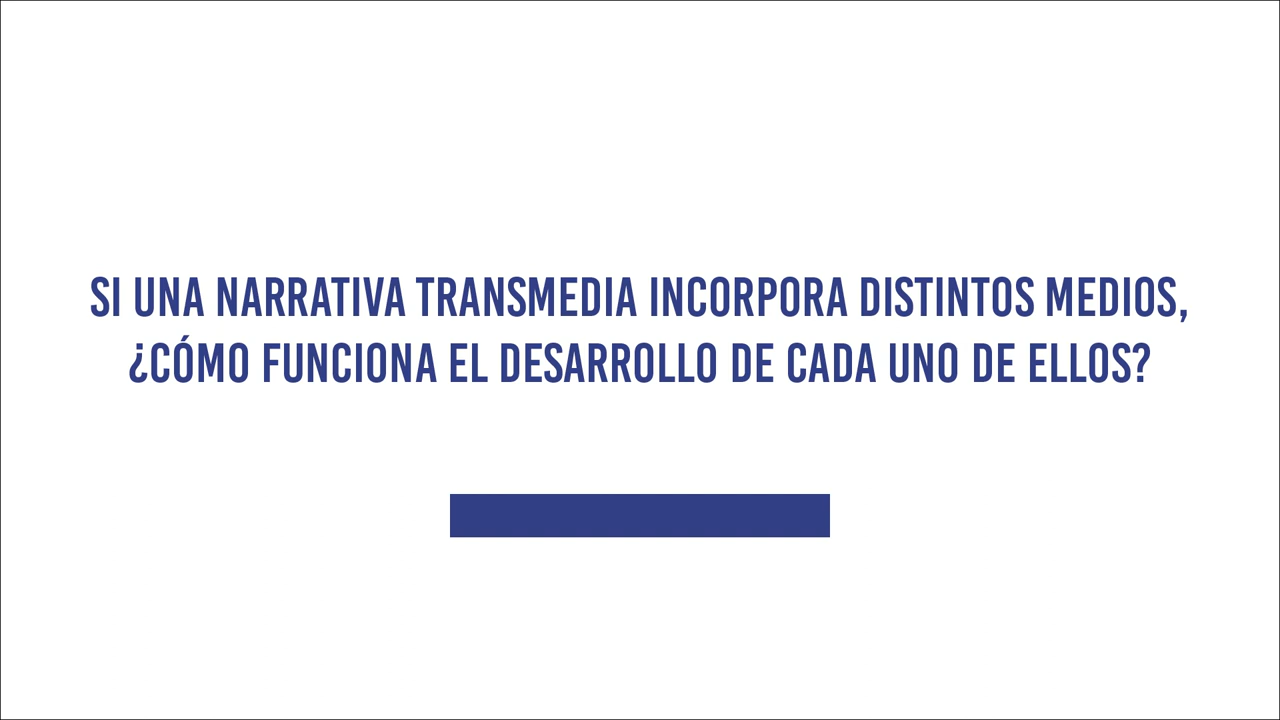 SI UNA NARRATIVA TRANSMEDIA INCORPORA DISTINTOS MEDIOS,
¿CÓMO FUNCIONA EL DESARROLLO DE CADA UNO DE ELLOS?